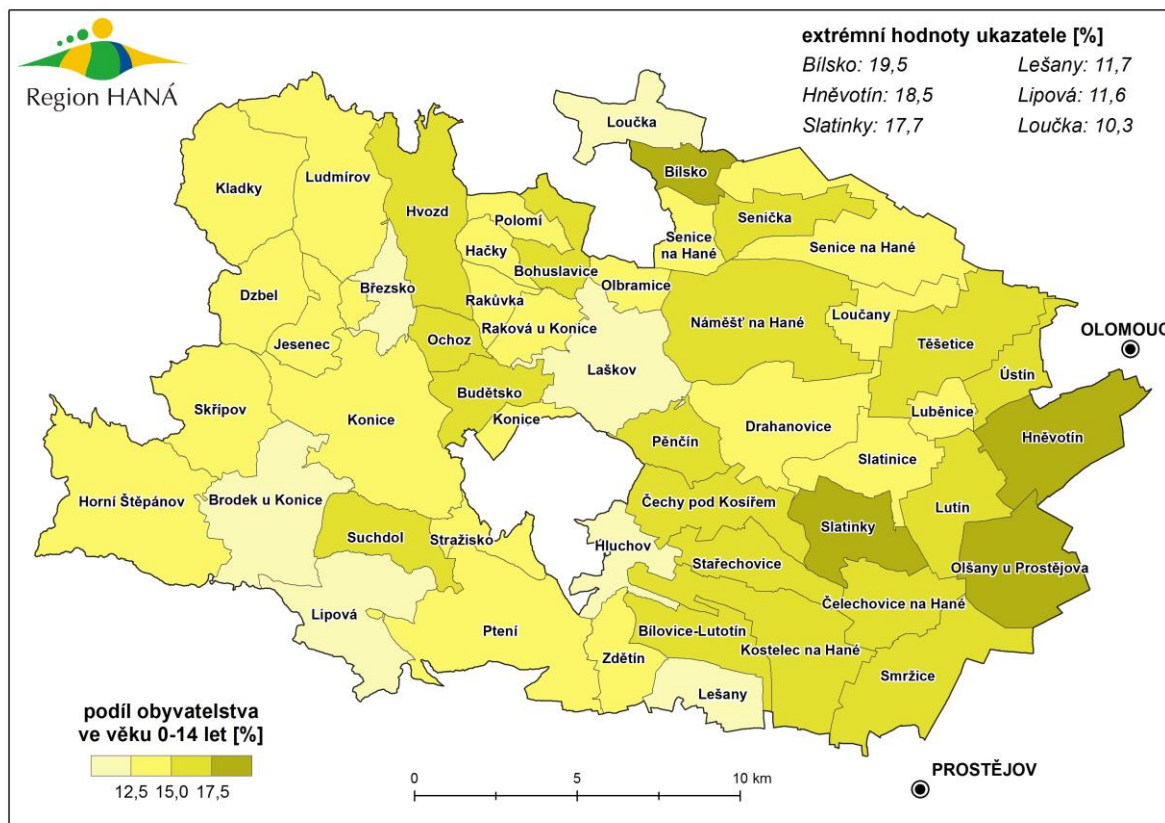 Region HANÁ
extrémní hodnoty ukazatele [%]
Bílsko: 19,5 Lešany: 11,7
Hněvotín: 18,5 Lipová: 11,6
Slatinky: 17,7 Loučka: 10,3
Loučka
Bílsko
Kladky
Ludmírov
Hvozd
Polomí
Senička
Hačky
Senice
na Hané
Senice na Hané
Bohuslavice
Dzbel
Březsko
Rakůvka
Olbramice
Náměšť na Hané
Loučany
Raková u Konice
OLOMOUC
Jesenec
Ochoz
Těšetice
Laškov
Ústín
Skřípov
Konice
Budětsko
Konice
Luběnice
Drahanovice
Hněvotín
Pěnčín
Slatinice
Horní Štěpánov
Brodek u Konice
Čechy pod Kosířem
Lutín
Suchdol
Stražisko
Slatinky
Hluchov
Stařechovice
Olšany u Prostějova
Čelechovice na Hané
Lipová
Ptení
Bílovice-Lutotín
Kostelec na Hané
Zdětín
Smržice
Lešany
podíl obyvatelstva
ve věku 0-14 let [%]
12,5 15,0 17,5
0 5 10 km
PROSTĚJOV